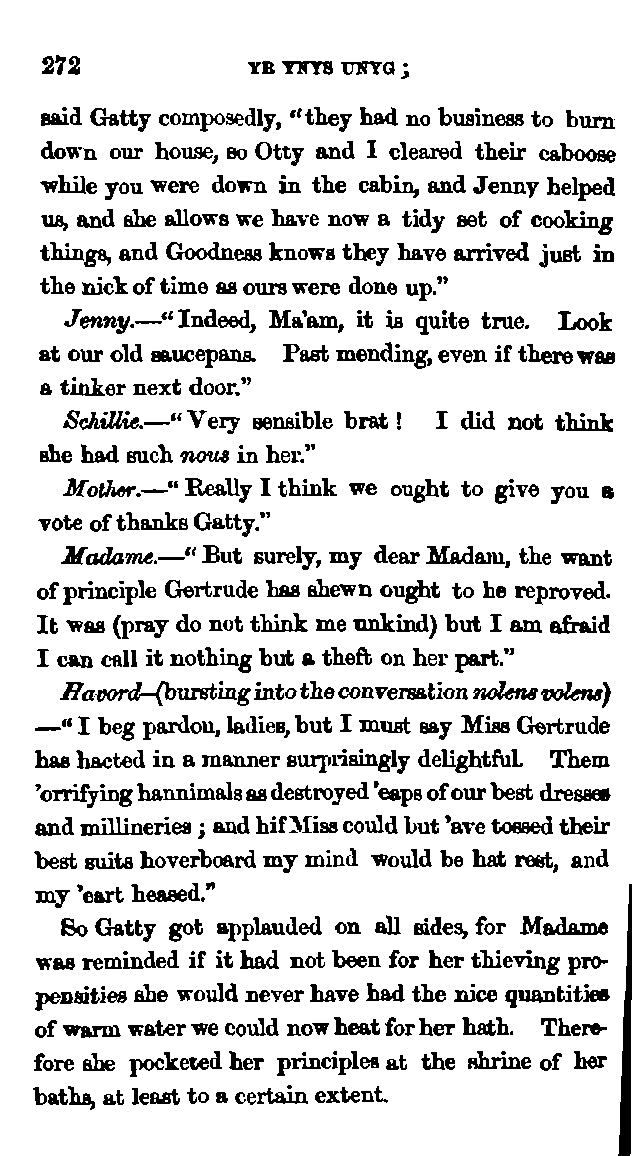 272 YR YNYS UNYG ;
said Gatty composedly, "they had no business to burn
down our house, so Otty and I cleared their caboose
while you were down in the cabin, and Jenny helped
us, and she allows we have now a tidy set of cooking
things, and Goodness knows they have arrived just in
the nick of time as ours were done up."
Jenny.—"Indeed, Ma'am, it is quite true. Look
at our old saucepans. Past mending, even if there was
a tinker next door."
Schillie.—"Very sensible brat! I did not think
she had such nous in her."
Mother.—"Really I think we ought to give you a
vote of thanks Gatty."
Madame.—"But surely, my dear Madam, the want
of principle Gertrude has shewn ought to be reproved.
It was (pray do not think me unkind) but I am afraid
I can call it nothing but a theft on her part."
Havord—(bursting into the conversation nolens volens)
—"I beg pardon, ladies, but I must say Miss Gertrude
has hacted in a manner surprisingly delightful. Them
'orrifying hannimals as destroyed 'eaps of our best dresses
and millineries ; and hif Miss could but 'ave tossed their
best suits hoverboard my mind would be hat rest, and
my 'eart heased."
So Gatty got applauded on all sides, for Madame
was reminded if it had not been for her thieving pro-
pensities she would never have had the nice quantities
of warm water we could now heat for her bath. There-
fore she pocketed her principles at the shrine of her
baths, at least to a certain extent.